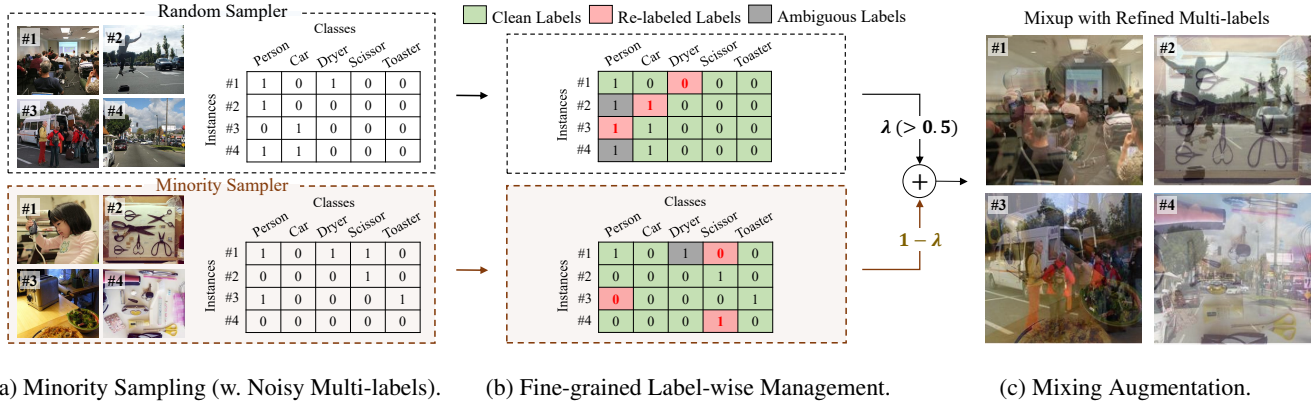 Random Sampler
#1
#2
#3
#4
Classes
Person Car Dryer Scissor Toaster
Instances
#1 1 0 1 0 0
#2 1 0 0 0 0
#3 0 1 0 0 0
#4 1 1 0 0 0
Minority Sampler
#1
#2
#3
#4
Classes
Person Car Dryer Scissor Toaster
Instances
#1 1 0 1 1 0
#2 0 0 0 1 0
#3 1 0 0 0 1
#4 0 0 0 0 0
a) Minority Sampling (w. Noisy Multi-labels).
Clean Labels Re-labeled Labels Ambiguous Labels
Classes
Person Car Dryer Scissor Toaster
Instances
#1 1 0 0 0 0
#2 1 1 0 0 0
#3 1 1 0 0 0
#4 1 1 0 0 0
Classes
Person Car Dryer Scissor Toaster
Instances
#1 1 0 1 0 0
#2 0 0 0 1 0
#3 0 0 0 0 1
#4 0 0 0 1 0
(b) Fine-grained Label-wise Management.
λ (> 0.5)
+
1 − λ
Mixup with Refined Multi-labels
#1
#2
#3
#4
(c) Mixing Augmentation.